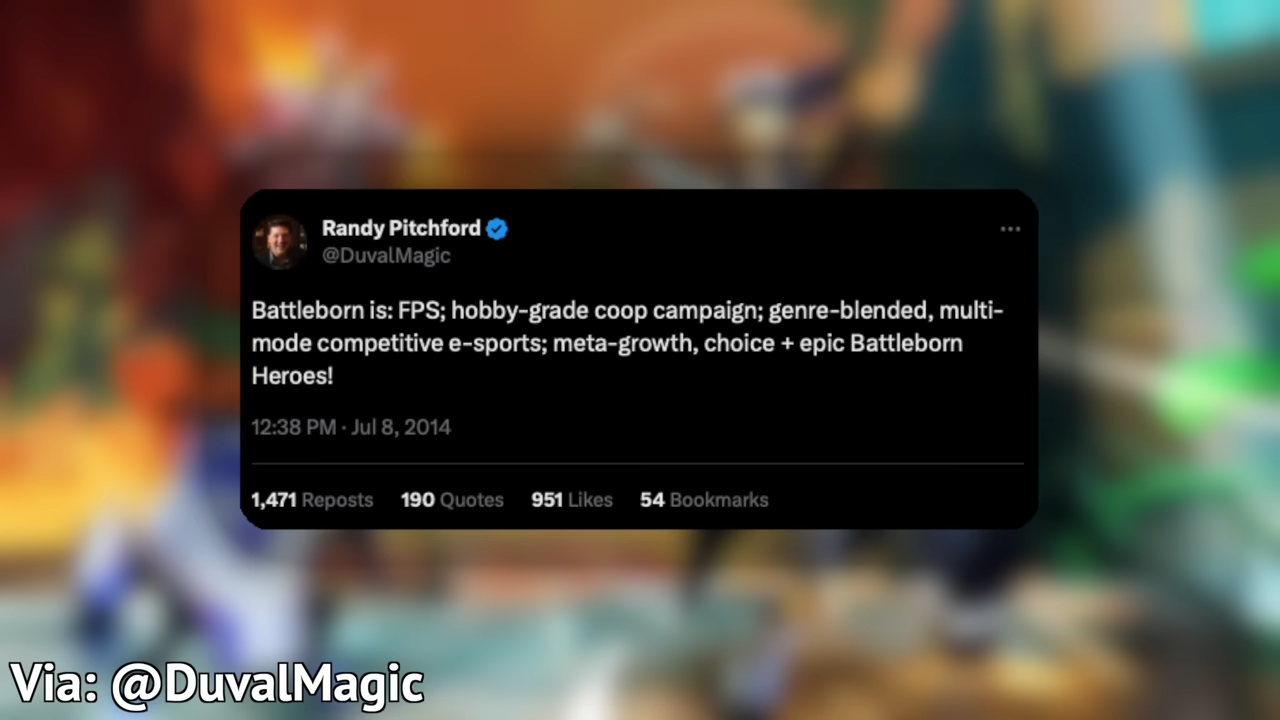 Randy Pitchford
@DuvalMagic
Battleborn is: FPS; hobby-grade coop campaign; genre-blended, multi-
mode competitive e-sports; meta-growth, choice + epic Battleborn
Heroes!
12:38 PM · Jul 8, 2014
1,471 Reposts 190 Quotes 951 Likes 54 Bookmarks
Via: @DuvalMagic